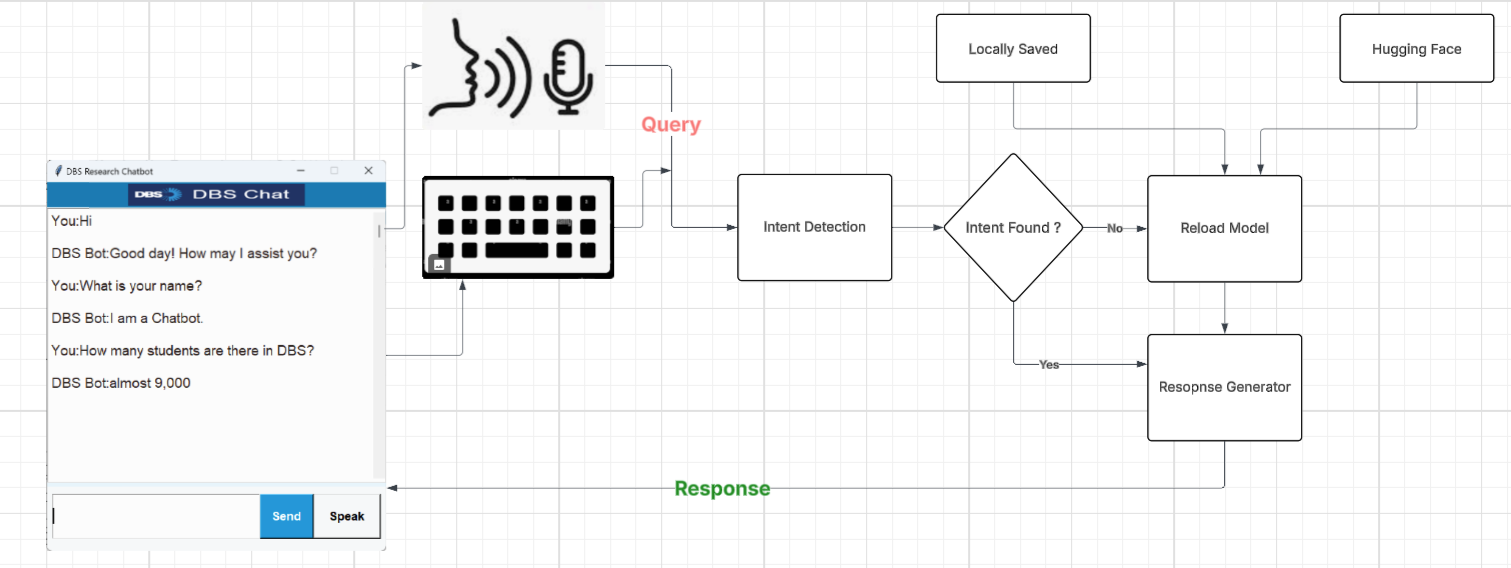 Locally Saved
Hugging Face
Query
DBS Research Chatbot
DBS DBS Chat
You:Hi
DBS Bot:Good day! How may I assist you?
You:What is your name?
DBS Bot:I am a Chatbot.
You:How many students are there in DBS?
DBS Bot:almost 9,000
Send
Speak
Intent Detection
Intent Found ?
No
Reload Model
Yes
Resopnse Generator
Response